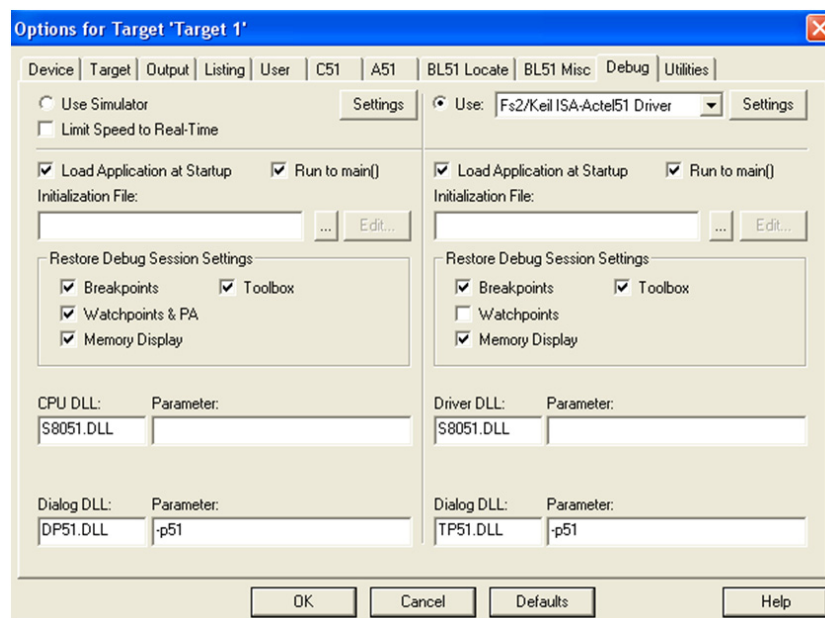 Options for Target 'Target 1'
Device Target Output Listing User C51 A51 BL51 Locate BL51 Misc Debug Utilities
Use Simulator Settings
Limit Speed to Real-Time
Use: Fs2/Keil ISA-Actel51 Driver Settings
Load Application at Startup Run to main()
Initialization File:
... Edit...
Restore Debug Session Settings
Breakpoints Toolbox
Watchpoints & PA
Memory Display
Load Application at Startup Run to main()
Initialization File:
... Edit...
Restore Debug Session Settings
Breakpoints Toolbox
Watchpoints
Memory Display
CPU DLL: Parameter:
S8051.DLL
Dialog DLL: Parameter:
DP51.DLL -p51
Driver DLL: Parameter:
S8051.DLL
Dialog DLL: Parameter:
TP51.DLL -p51
OK Cancel Defaults Help